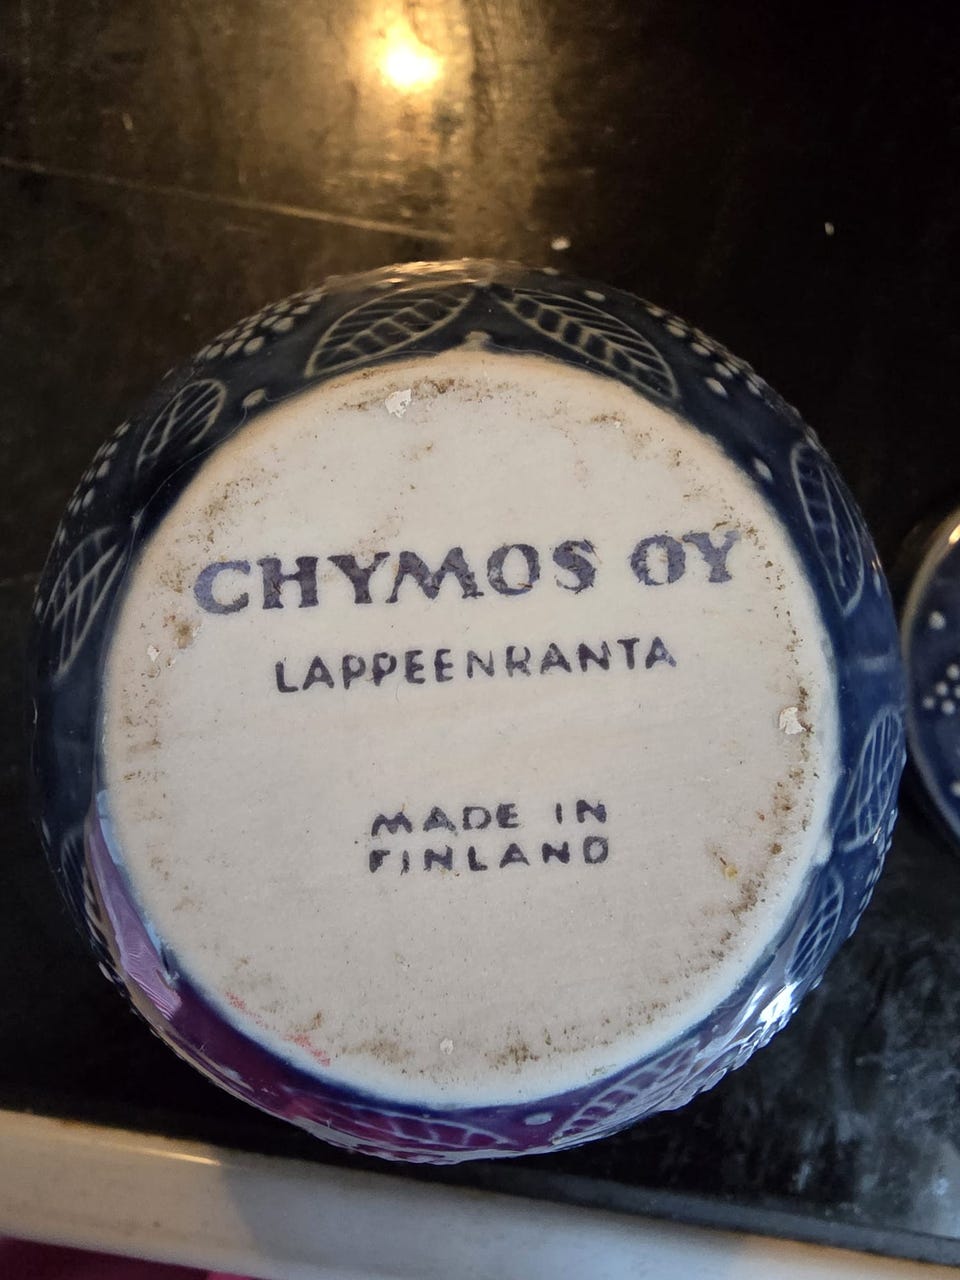 CHYMOS OY
LAPPEENRANTA
MADE IN
FINLAND